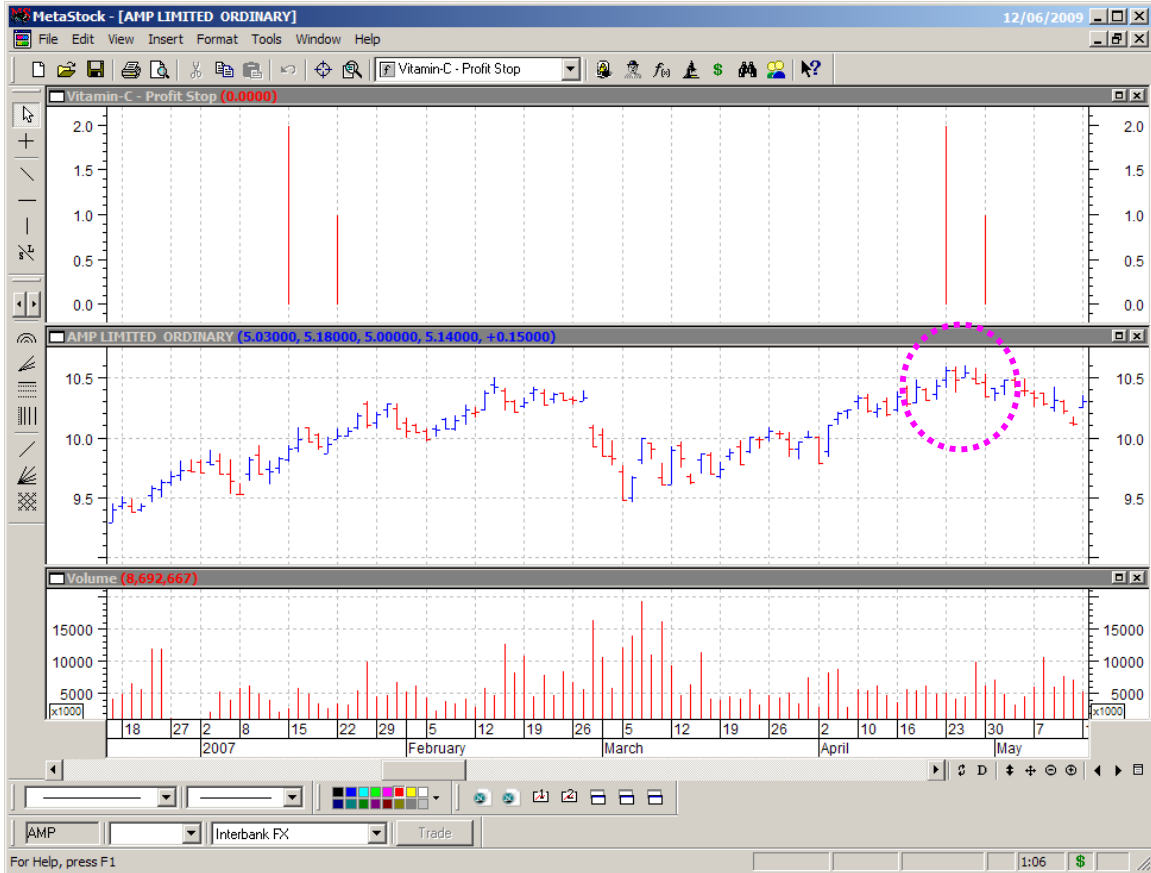 MetaStock - [AMP LIMITED ORDINARY] 12/06/2009
File Edit View Insert Format Tools Window Help
Vitamin-C - Profit Stop
Vitamin-C - Profit Stop (0.0000)
2.0 2.0
1.5 1.5
1.0 1.0
0.5 0.5
0.0 0.0
AMP LIMITED ORDINARY (5.03000, 5.18000, 5.00000, 5.14000, +0.15000)
10.5 10.5
10.0 10.0
9.5 9.5
Volume (8,692,667)
15000 15000
10000 10000
5000 5000
x1000 x1000
18 27 2 8 15 22 29 5 12 19 26 5 12 19 26 2 10 16 23 30 7
2007 February March April May
D
AMP Interbank FX Trade
For Help, press F1 1:06 $